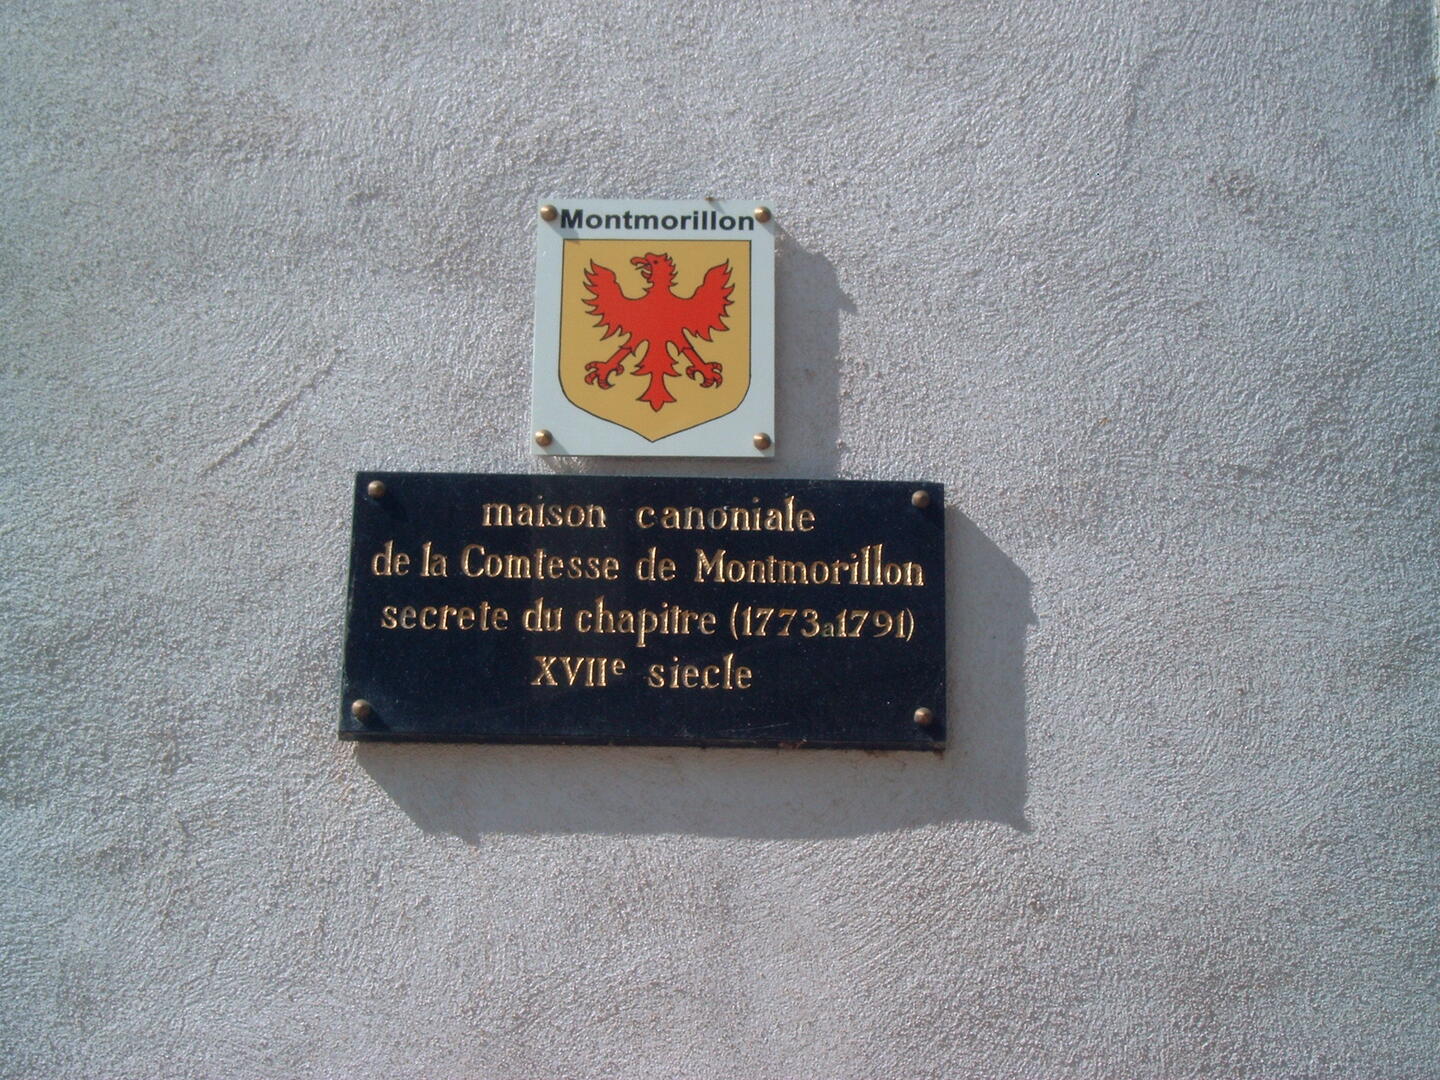 Montmorillon
maison canoniale
de la Comtesse de Montmorillon
secrete du chapitre (1773a1791)
XVIIe siecle